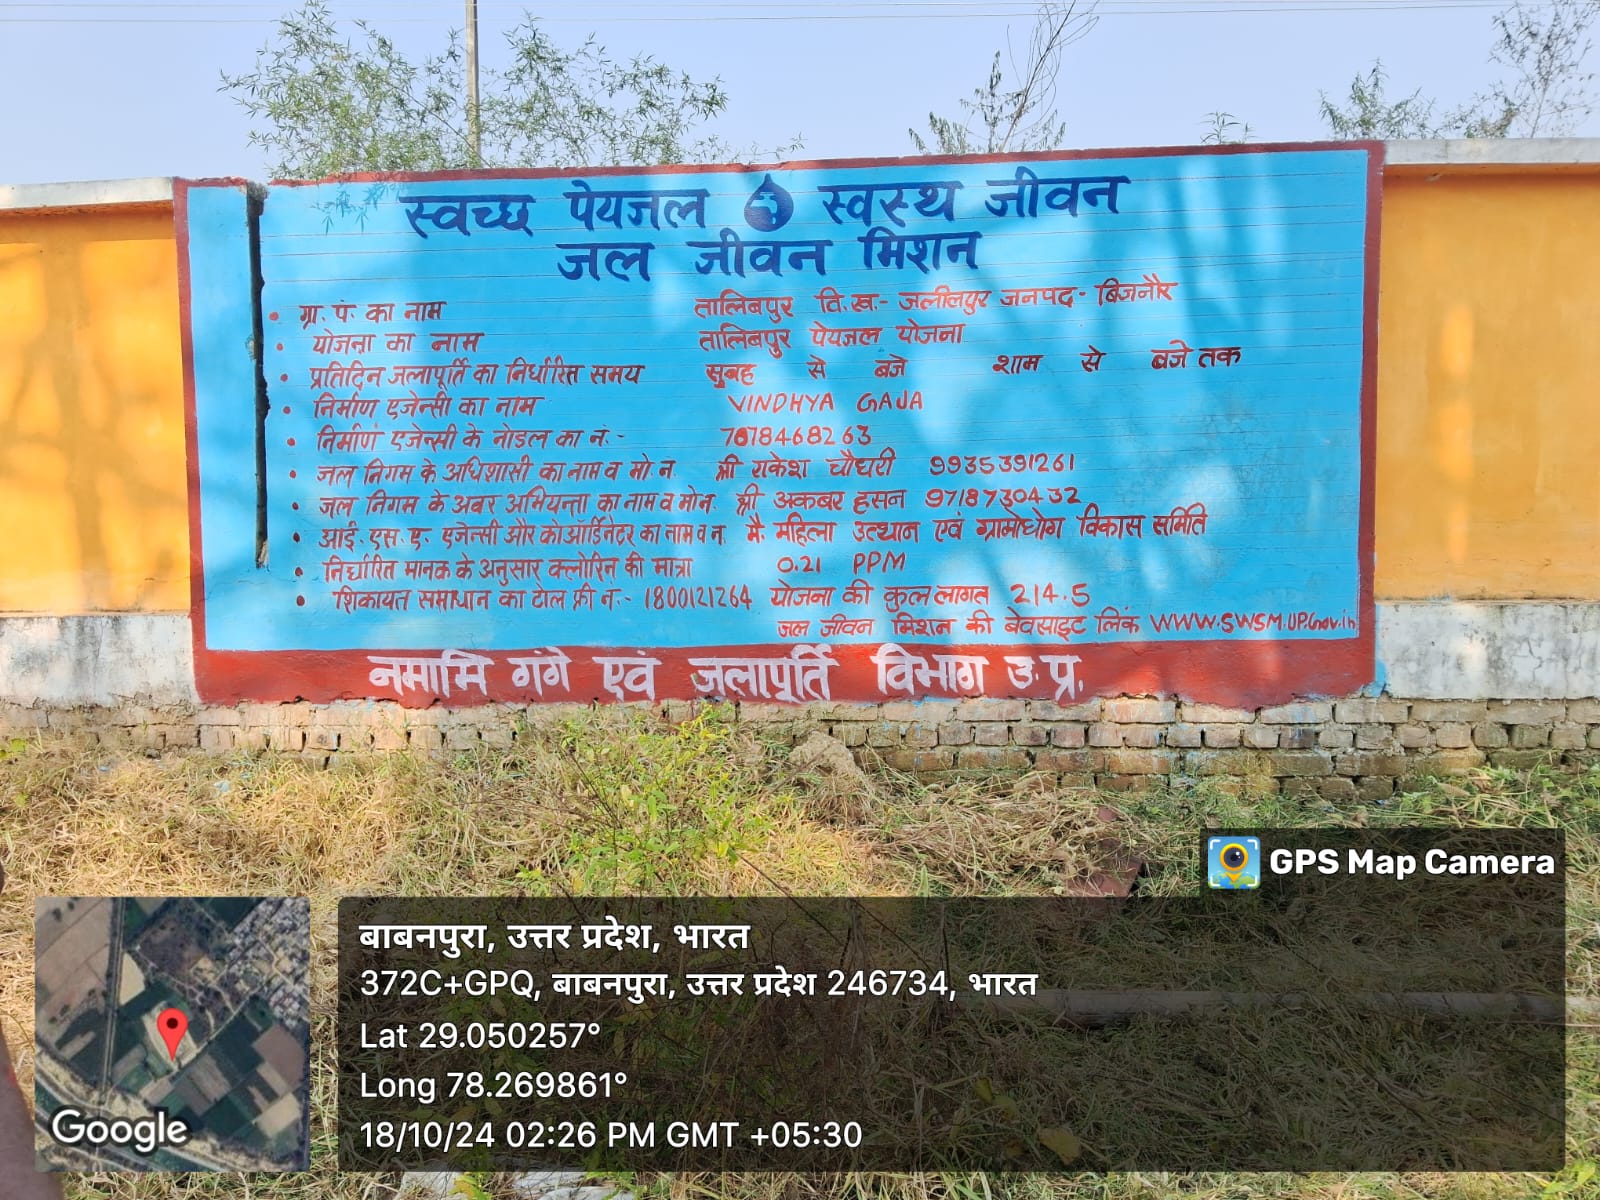 स्वच्छ पेयजल स्वस्थ जीवन
जल जीवन मिशन
• ग्रा. पं. का नाम तालिबपुर वि.ख.- जलीलपुर जनपद- बिजनौर
• योजना का नाम तालिबपुर पेयजल योजना
• प्रतिदिन जलापूर्ति का निर्धारित समय सुबह से बजे शाम से बजे तक
• निर्माण एजेन्सी का नाम VINDHYA GAJA
• निर्माण एजेन्सी के नोडल का नं.- 7078468263
• जल निगम के अधिशासी का नाम व मो. न. श्री राकेश चौधरी 9935391261
• जल निगम के अवर अभियन्ता का नाम व मो.न. श्री अकबर हसन 9718730432
• आई. एस. ए. एजेन्सी और कोऑर्डिनेटर का नाम व न. मै. महिला उत्थान एवं ग्रामोधोग विकास समिति
• निर्धारित मानक के अनुसार क्लोरिन की मात्रा 0.21 PPM
• शिकायत समाधान का टोल फ्री न.- 1800121264 योजना की कुल लागत 214.5
जल जीवन मिशन की बेवसाइट लिंक WWW.SWSM.UP.Gov.in
नमामि गंगे एवं जलापूर्ति विभाग उ. प्र.
GPS Map Camera
बाबनपुरा, उत्तर प्रदेश, भारत
372C+GPQ, बाबनपुरा, उत्तर प्रदेश 246734, भारत
Lat 29.050257°
Long 78.269861°
18/10/24 02:26 PM GMT +05:30
Google